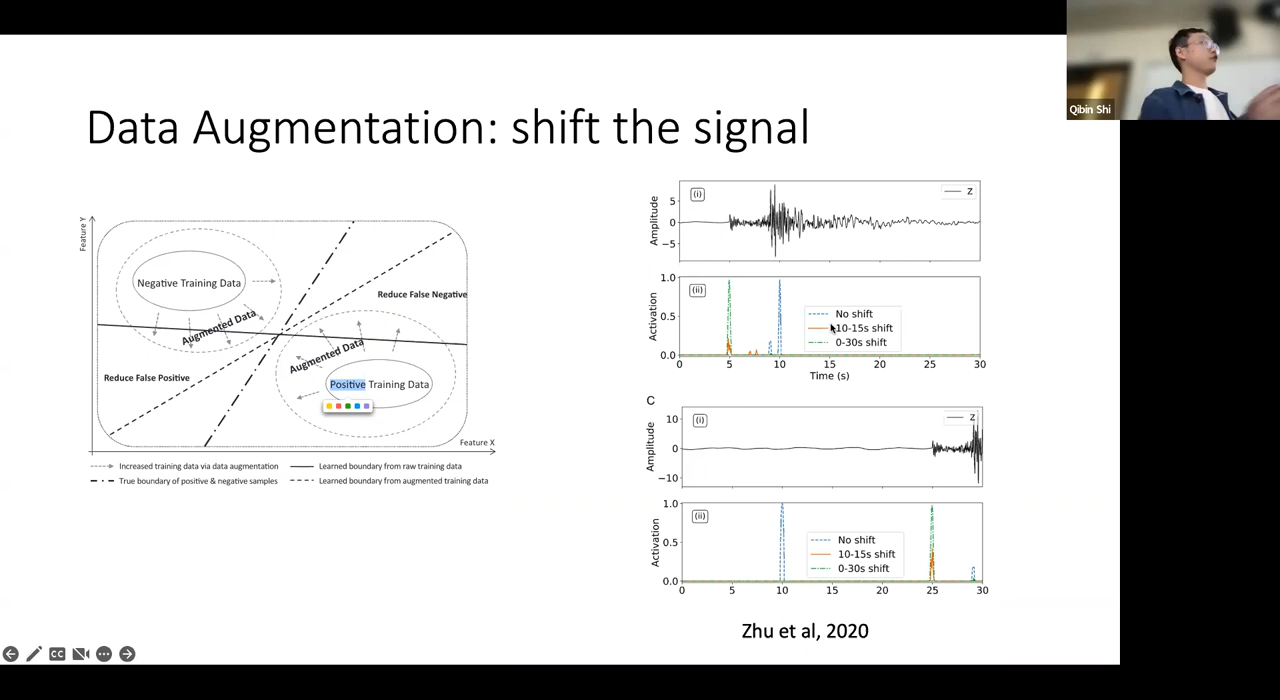 Qibin Shi
Data Augmentation: shift the signal
Feature Y
Negative Training Data
Reduce False Negative
Augmented Data
Augmented Data
Reduce False Positive
Positive Training Data
Feature X
Increased training data via data augmentation
Learned boundary from raw training data
True boundary of positive & negative samples
Learned boundary from augmented training data
(i)
Z
Amplitude
5
0
−5
(ii)
Activation
1.0
0.5
0.0
No shift
10-15s shift
0-30s shift
0 5 10 15 20 25 30
Time (s)
C
(i)
Z
Amplitude
10
0
−10
(ii)
Activation
1.0
0.5
0.0
No shift
10-15s shift
0-30s shift
0 5 10 15 20 25 30
Zhu et al, 2020
CC